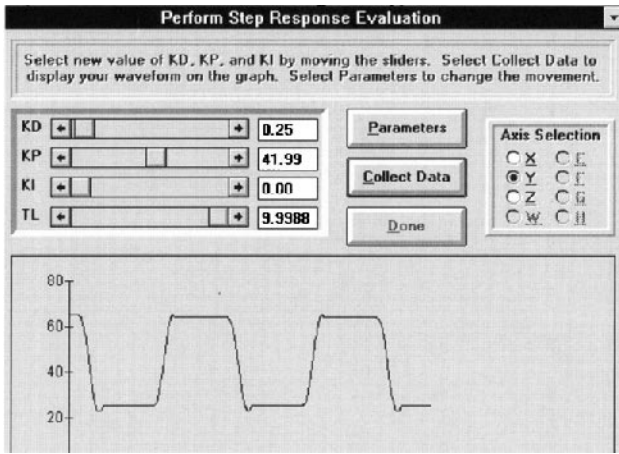 Perform Step Response Evaluation
Select new value of KD, KP, and KI by moving the sliders. Select Collect Data to
display your waveform on the graph. Select Parameters to change the movement.
KD 0.25
KP 41.99
KI 0.00
TL 9.9988
Parameters
Collect Data
Done
Axis Selection
X E
Y F
Z G
W H
80
60
40
20